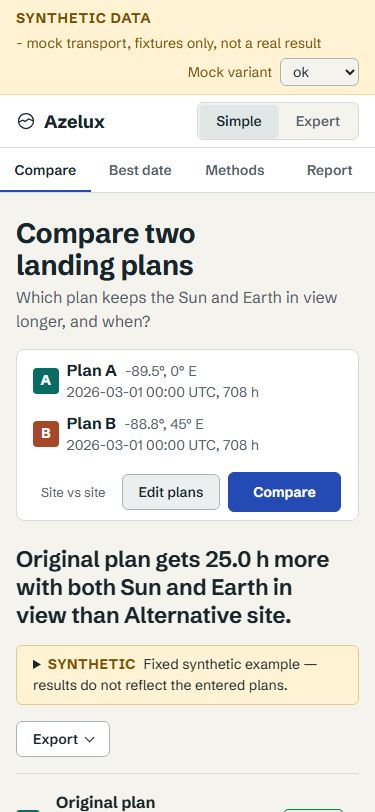 SYNTHETIC DATA
- mock transport, fixtures only, not a real result
Mock variant ok
Azelux Simple Expert
Compare Best date Methods Report
Compare two
landing plans
Which plan keeps the Sun and Earth in view
longer, and when?
A Plan A -89.5°, 0° E
2026-03-01 00:00 UTC, 708 h
B Plan B -88.8°, 45° E
2026-03-01 00:00 UTC, 708 h
Site vs site Edit plans Compare
Original plan gets 25.0 h more
with both Sun and Earth in
view than Alternative site.
SYNTHETIC Fixed synthetic example —
results do not reflect the entered plans.
Export
Original plan